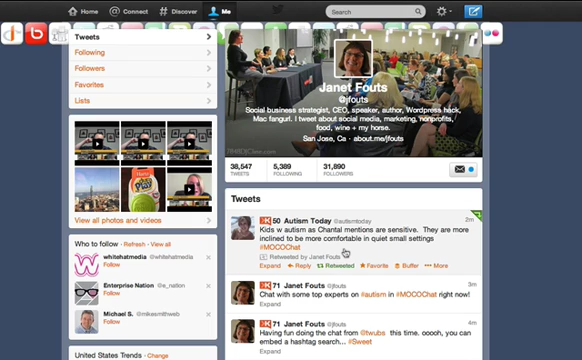 Home
Connect
Discover
Me
Search
Tweets
Following
Followers
Favorites
Lists
View all photos and videos
Who to follow · Refresh · View all
whitehatmedia @whitehatmedia
Follow
Enterprise Nation @e_nation
Follow
Michael S. @mikesmithweb
Follow
United States Trends · Change
Janet Fouts
@jfouts
Social business strategist, CEO, speaker, author, Wordpress hack,
Mac fangurl. I tweet about social media, marketing, nonprofits,
food, wine + my horse.
San Jose, Ca · about.me/jfouts
38,547
TWEETS
5,389
FOLLOWING
31,890
FOLLOWERS
Tweets
50 Autism Today @autismtoday 2m
Kids w autism as Chantal mentions are sensitive. They are more
inclined to be more comfortable in quiet small settings
#MOCOChat
Retweeted by Janet Fouts
Expand Reply Retweeted Favorite Buffer More
71 Janet Fouts @jfouts 3m
Chat with some top experts on #autism in #MOCOChat right now!
Expand
71 Janet Fouts @jfouts 4m
Having fun doing the chat from @twubs this time. ooooh, you can
embed a hashtag search... #Sweet
Expand